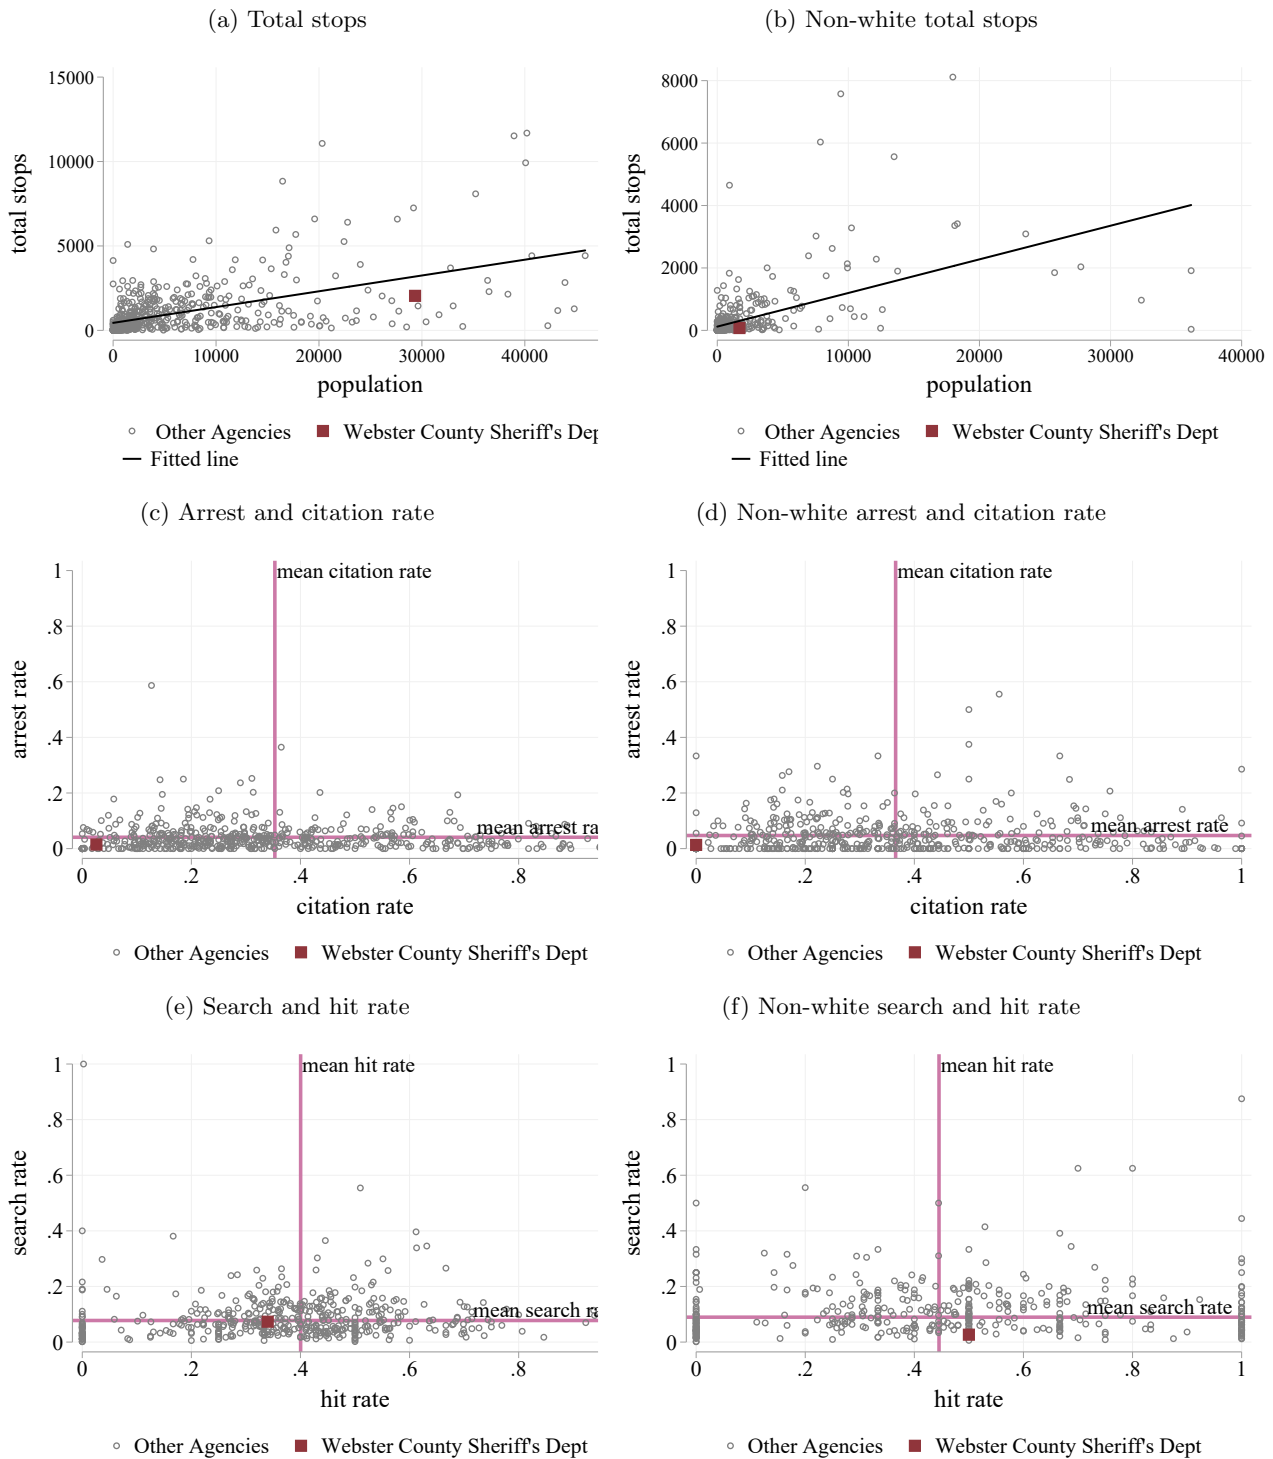 (a) Total stops
(b) Non-white total stops
total stops
15000
10000
5000
0
0 10000 20000 30000 40000
population
Other Agencies Webster County Sheriff's Dep
Fitted line
total stops
8000
6000
4000
2000
0
0 10000 20000 30000 40000
population
Other Agencies Webster County Sheriff's Dept
Fitted line
(c) Arrest and citation rate
(d) Non-white arrest and citation rate
arrest rate
1
.8
.6
.4
.2
0
mean citation rate
mean arrest ra
0 .2 .4 .6 .8
citation rate
Other Agencies Webster County Sheriff's Dept
arrest rate
1
.8
.6
.4
.2
0
mean citation rate
mean arrest rate
0 .2 .4 .6 .8 1
citation rate
Other Agencies Webster County Sheriff's Dept
(e) Search and hit rate
(f) Non-white search and hit rate
search rate
1
.8
.6
.4
.2
0
mean hit rate
mean search ra
0 .2 .4 .6 .8
hit rate
Other Agencies Webster County Sheriff's Dept
search rate
1
.8
.6
.4
.2
0
mean hit rate
mean search rate
0 .2 .4 .6 .8 1
hit rate
Other Agencies Webster County Sheriff's Dept